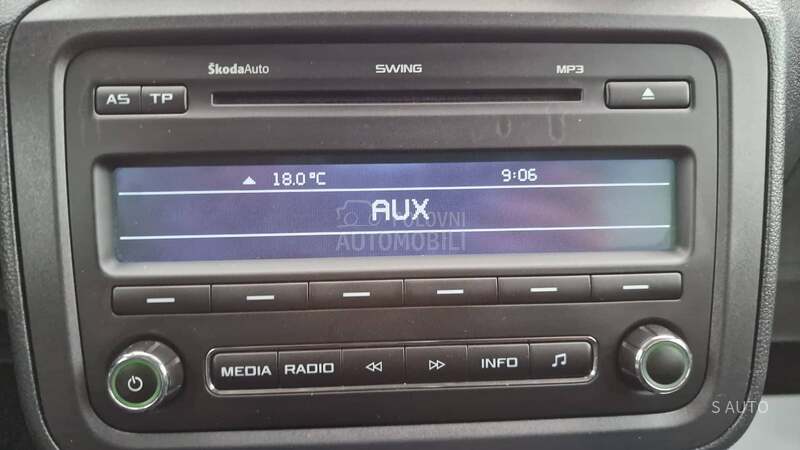 ŠkodaAuto SWING MP3
AS TP
18.0°C 9:06
AUX
POLOVNI
AUTOMOBILI
MEDIA RADIO INFO
S AUTO